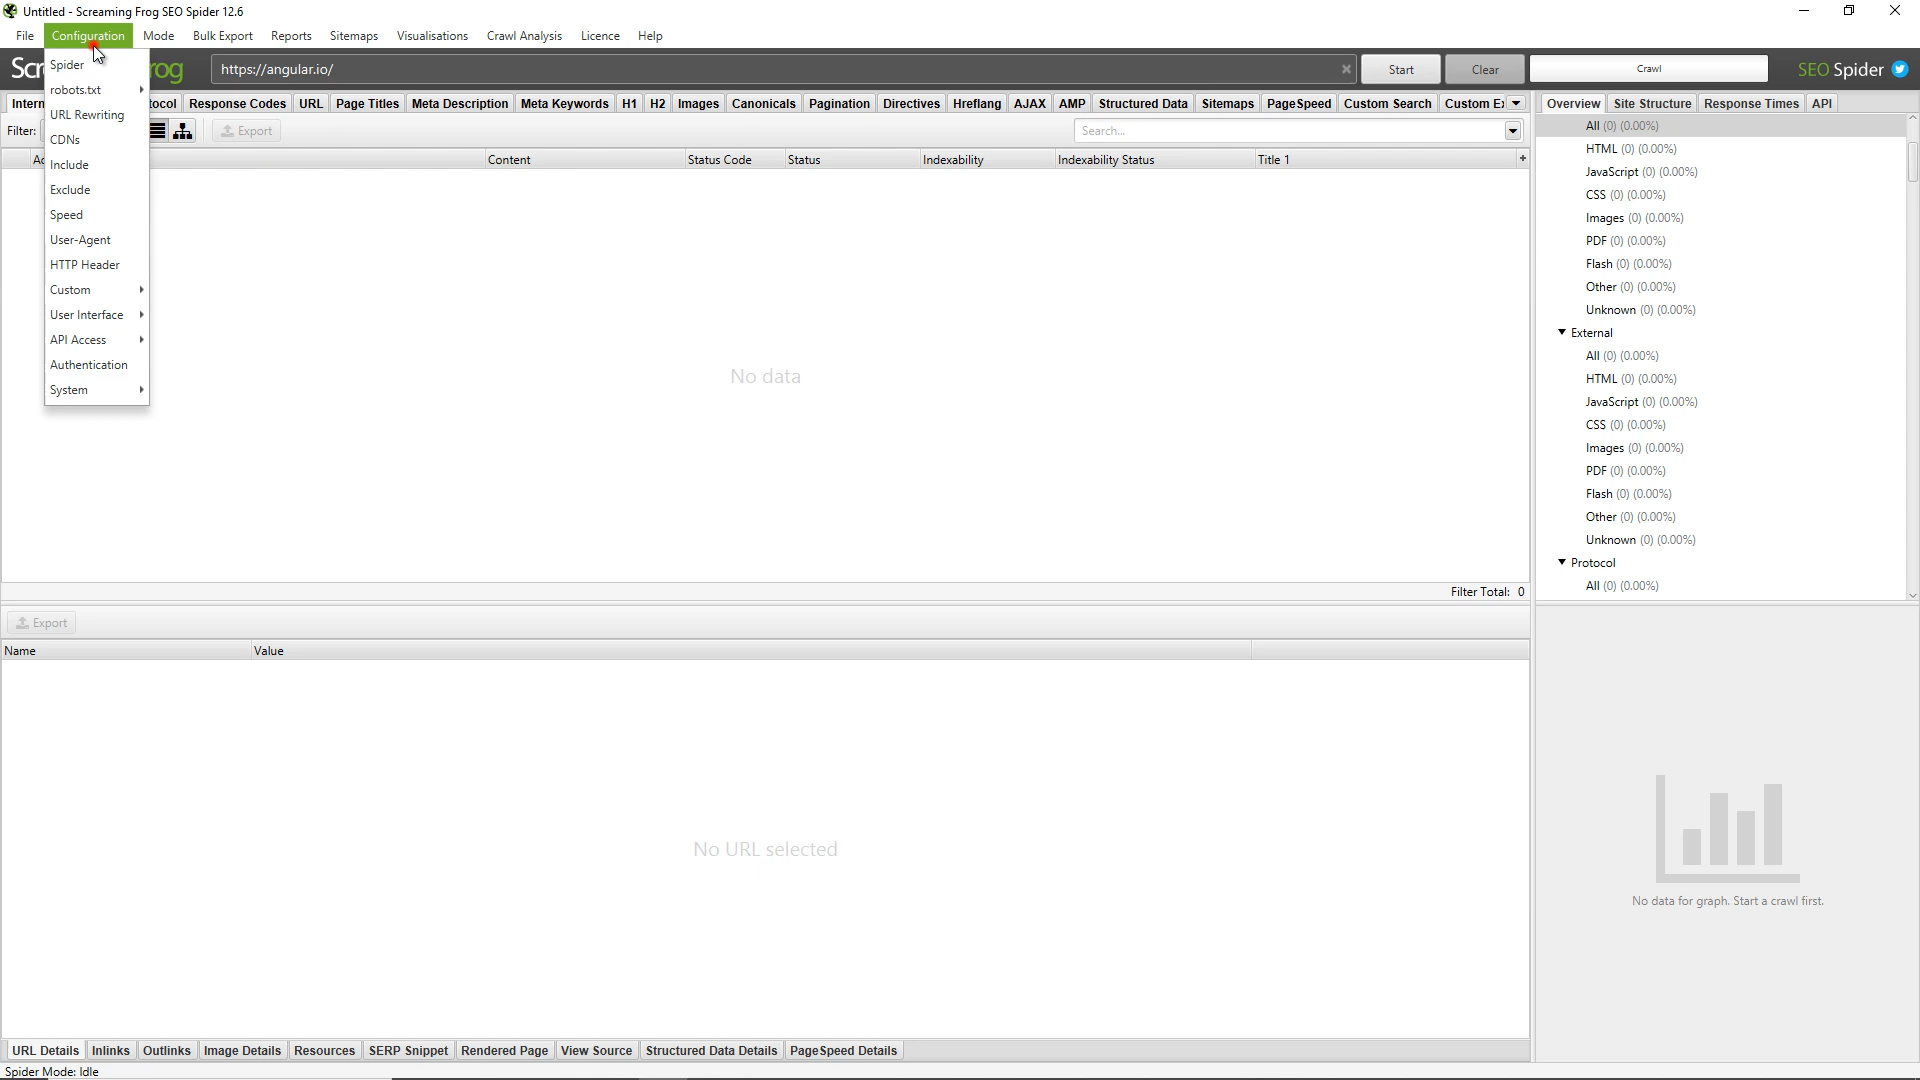 Untitled - Screaming Frog SEO Spider 12.6
File Configuration Mode Bulk Export Reports Sitemaps Visualisations Crawl Analysis Licence Help
Scr rog https://angular.io/ Start Clear Crawl SEO Spider
Intern tocol Response Codes URL Page Titles Meta Description Meta Keywords H1 H2 Images Canonicals Pagination Directives Hreflang AJAX AMP Structured Data Sitemaps PageSpeed Custom Search Custom Ex Overview Site Structure Response Times API
Filter: Export Search...
Content Status Code Status Indexability Indexability Status Title 1 +
Spider
robots.txt
URL Rewriting
CDNs
Include
Exclude
Speed
User-Agent
HTTP Header
Custom
User Interface
API Access
Authentication
System
No data
Filter Total: 0
All (0) (0.00%)
HTML (0) (0.00%)
JavaScript (0) (0.00%)
CSS (0) (0.00%)
Images (0) (0.00%)
PDF (0) (0.00%)
Flash (0) (0.00%)
Other (0) (0.00%)
Unknown (0) (0.00%)
External
All (0) (0.00%)
HTML (0) (0.00%)
JavaScript (0) (0.00%)
CSS (0) (0.00%)
Images (0) (0.00%)
PDF (0) (0.00%)
Flash (0) (0.00%)
Other (0) (0.00%)
Unknown (0) (0.00%)
Protocol
All (0) (0.00%)
Export
Name Value
No URL selected
No data for graph. Start a crawl first.
URL Details Inlinks Outlinks Image Details Resources SERP Snippet Rendered Page View Source Structured Data Details PageSpeed Details
Spider Mode: Idle